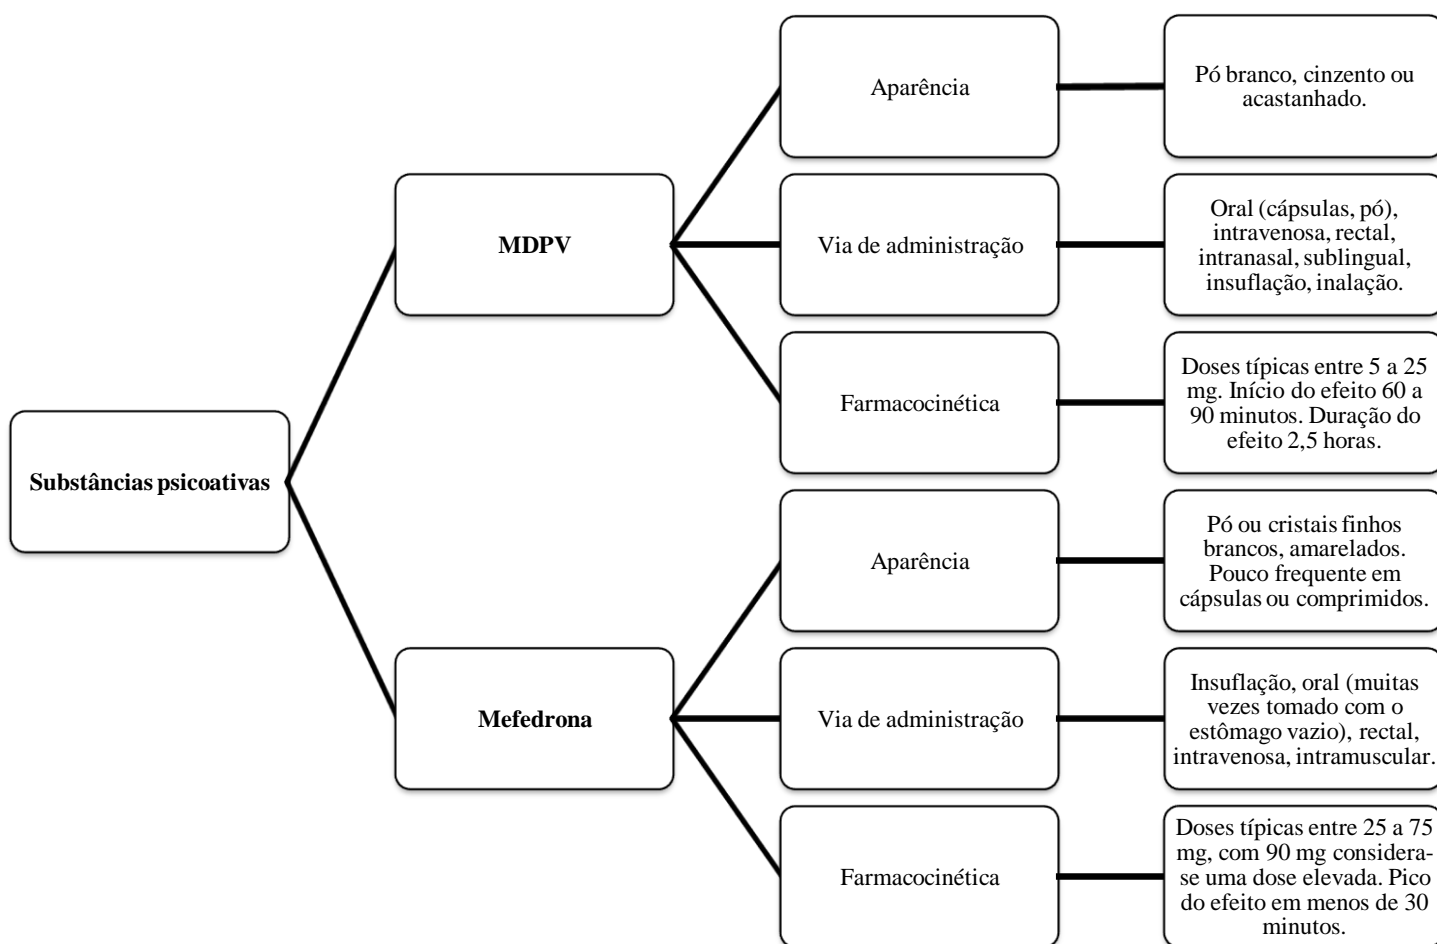 Substâncias psicoativas
MDPV
Aparência
Pó branco, cinzento ou
acastanhado.
Via de administração
Oral (cápsulas, pó),
intravenosa, rectal,
intranasal, sublingual,
insuflação, inalação.
Farmacocinética
Doses típicas entre 5 a 25
mg. Início do efeito 60 a
90 minutos. Duração do
efeito 2,5 horas.
Mefedrona
Aparência
Pó ou cristais finhos
brancos, amarelados.
Pouco frequente em
cápsulas ou comprimidos.
Via de administração
Insuflação, oral (muitas
vezes tomado com o
estômago vazio), rectal,
intravenosa, intramuscular.
Farmacocinética
Doses típicas entre 25 a 75
mg, com 90 mg considera-
se uma dose elevada. Pico
do efeito em menos de 30
minutos.